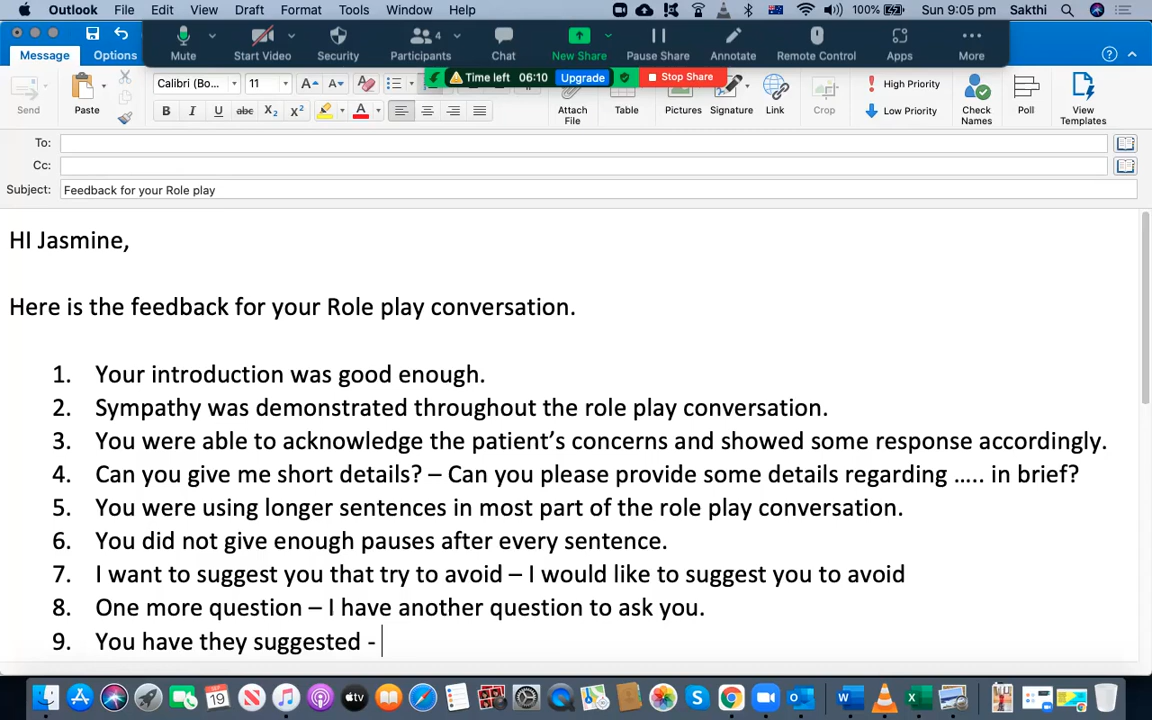 Outlook File Edit View Draft Format Tools Window Help 100% Sun 9:05 pm Sakthi
Mute Start Video Security Participants 4 Chat New Share Pause Share Annotate Remote Control Apps More
Message Options
Time left 06:10 Upgrade Stop Share
Send Paste Calibri (Bo... 11 Attach File Table Pictures Signature Link Crop High Priority Low Priority Check Names Poll View Templates
To:
Cc:
Subject: Feedback for your Role play
HI Jasmine,
Here is the feedback for your Role play conversation.
1. Your introduction was good enough.
2. Sympathy was demonstrated throughout the role play conversation.
3. You were able to acknowledge the patient’s concerns and showed some response accordingly.
4. Can you give me short details? – Can you please provide some details regarding ….. in brief?
5. You were using longer sentences in most part of the role play conversation.
6. You did not give enough pauses after every sentence.
7. I want to suggest you that try to avoid – I would like to suggest you to avoid
8. One more question – I have another question to ask you.
9. You have they suggested -